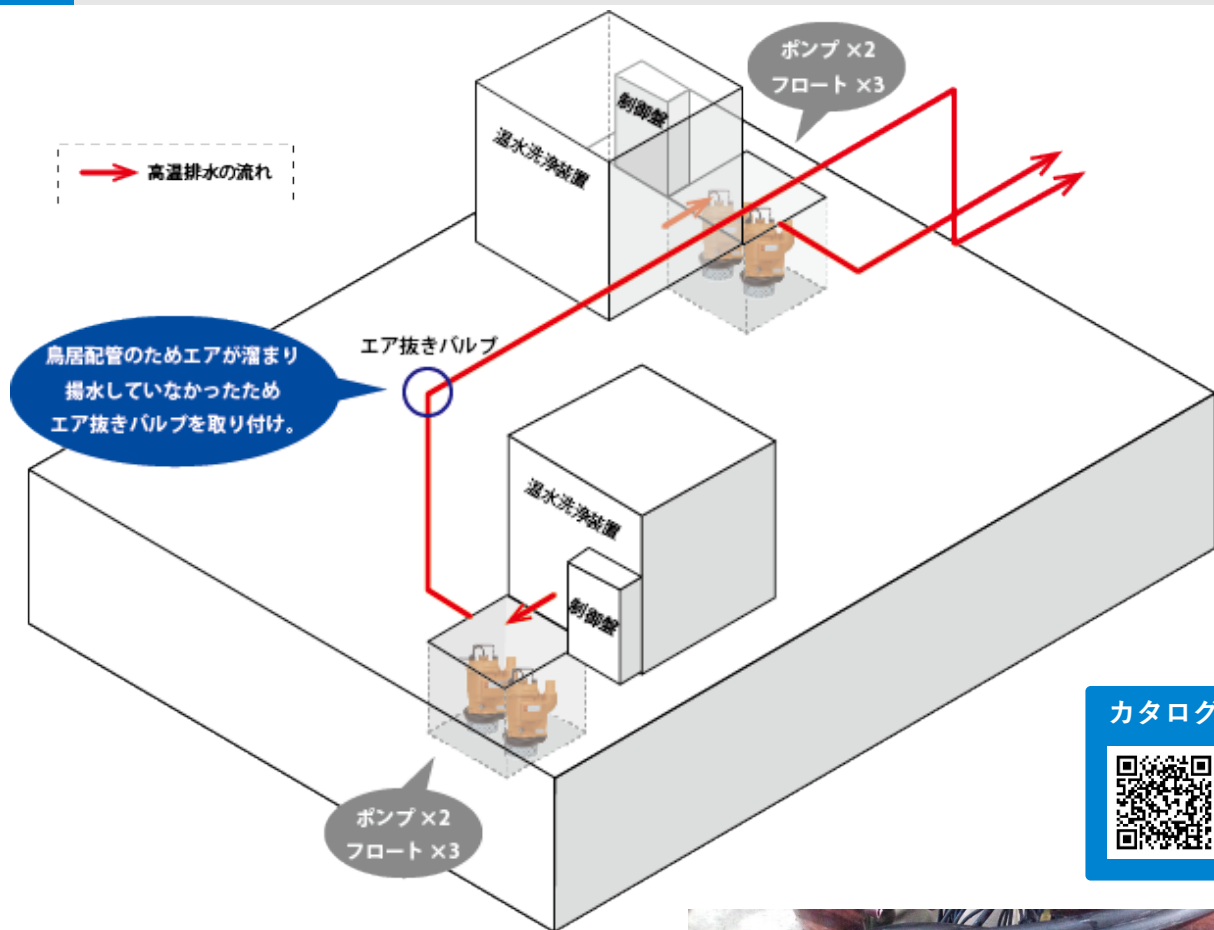 ポンプ ×2
フロート ×3
制御盤
温水洗浄装置
高温排水の流れ
エア抜きバルブ
鳥居配管のためエアが溜まり
揚水していなかったため
エア抜きバルブを取り付け。
温水洗浄装置
制御盤
カタログ
ポンプ ×2
フロート ×3